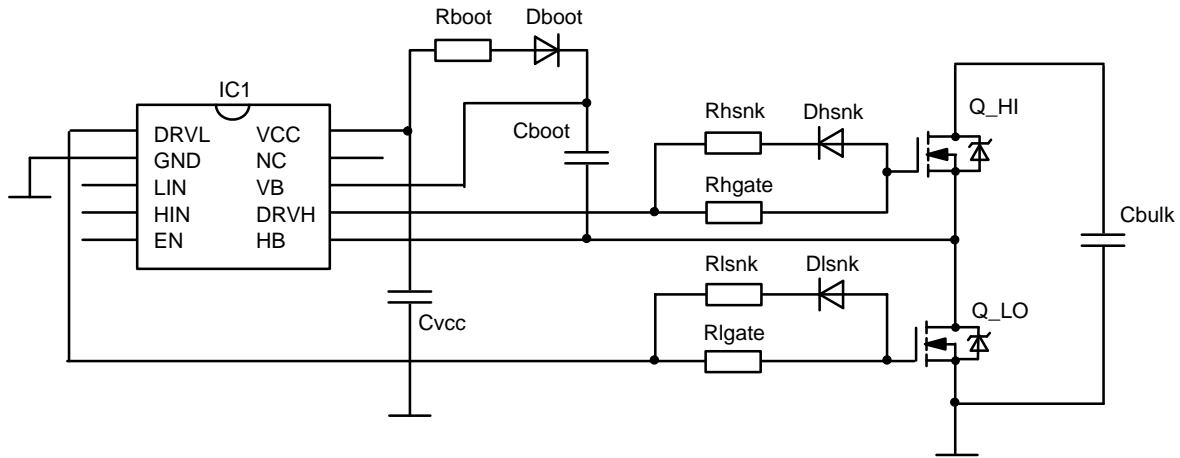 Rboot
Dboot
IC1
DRVL
VCC
GND
NC
LIN
VB
HIN
DRVH
EN
HB
Cboot
Cvcc
Rhsnk
Dhsnk
Rhgate
Rlsnk
Dlsnk
Rlgate
Q_HI
Q_LO
Cbulk